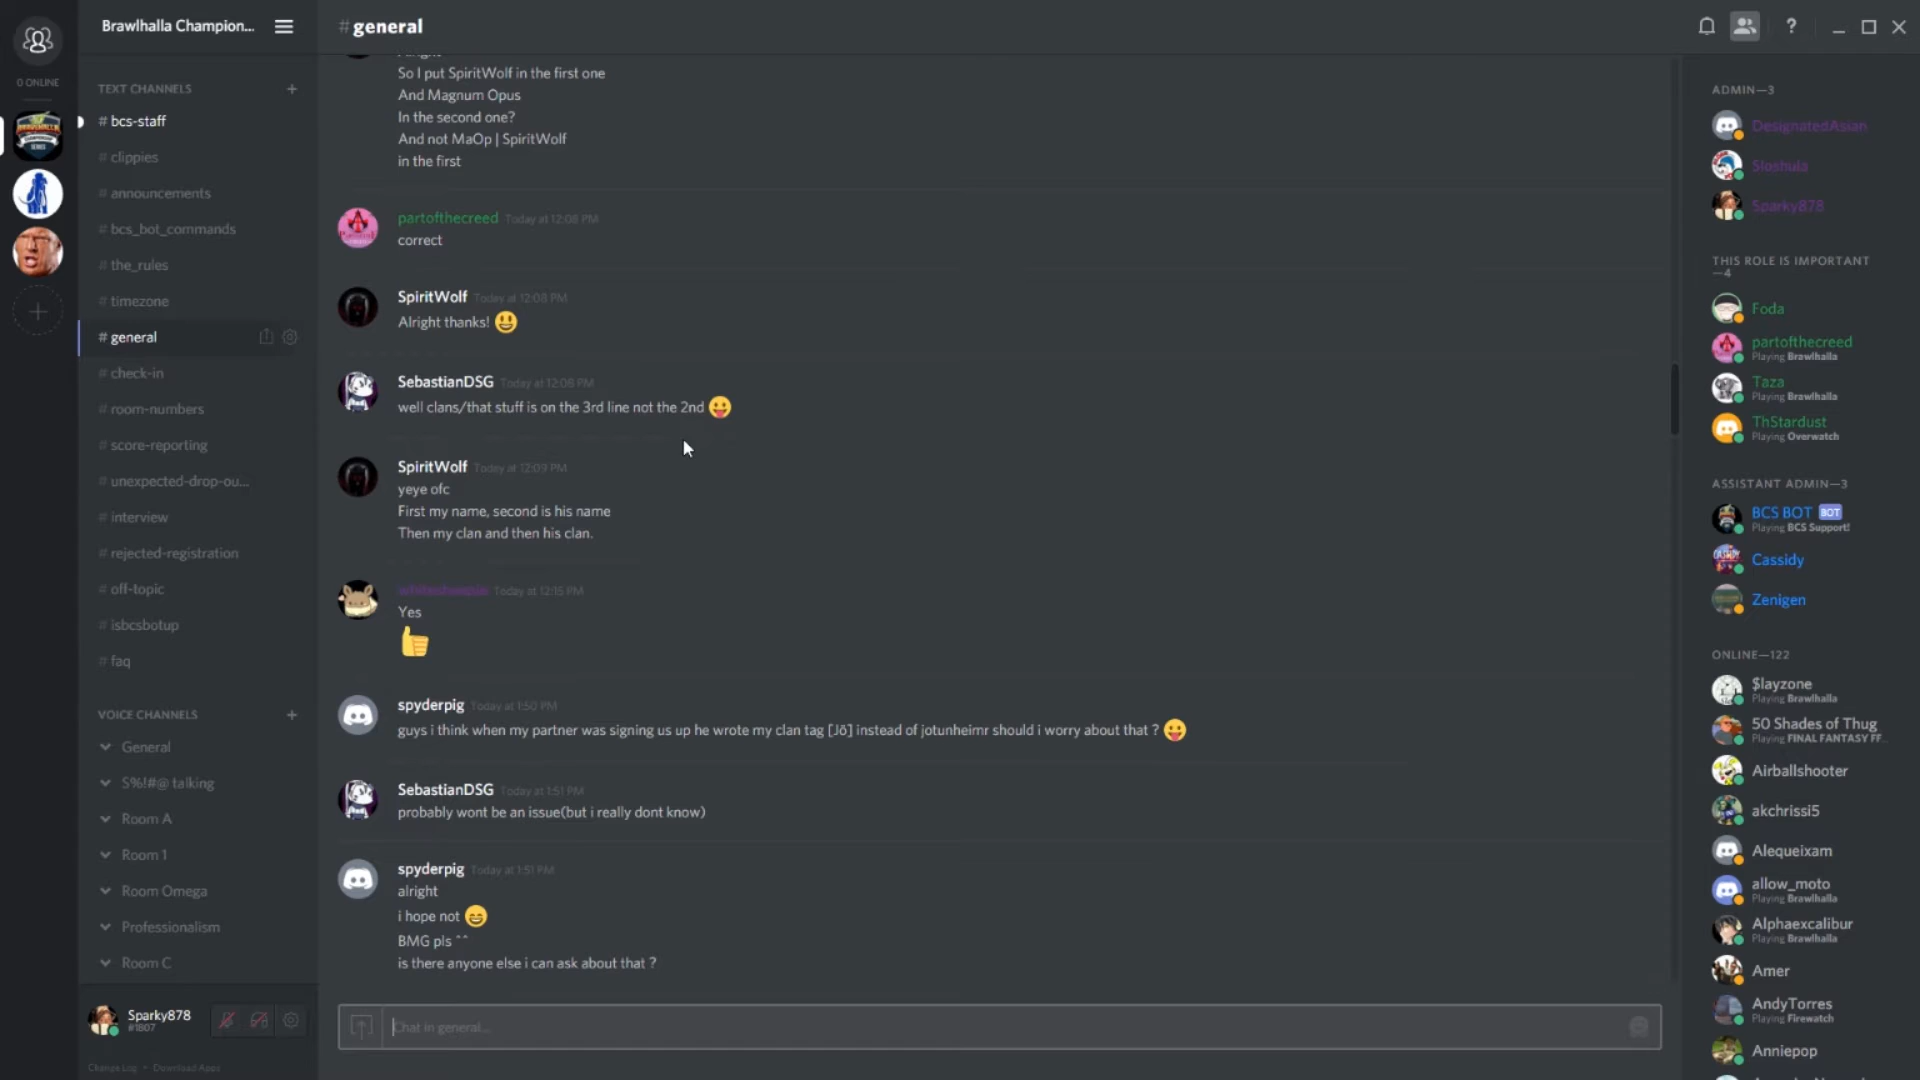 Brawlhalla Champion...
0 ONLINE
TEXT CHANNELS
# bcs-staff
# clippies
# announcements
# bcs_bot_commands
# the_rules
# timezone
# general
# check-in
# room-numbers
# score-reporting
# unexpected-drop-ou...
# interview
# rejected-registration
# off-topic
# isbcsbotup
# faq
VOICE CHANNELS
General
S%!#@ talking
Room A
Room 1
Room Omega
Professionalism
Room C
Sparky878
#1807
Change Log • Download Apps
#general
So I put SpiritWolf in the first one
And Magnum Opus
In the second one?
And not MaOp | SpiritWolf
in the first
partofthecreed Today at 12:08 PM
correct
SpiritWolf Today at 12:08 PM
Alright thanks! 😃
SebastianDSG Today at 12:08 PM
well clans/that stuff is on the 3rd line not the 2nd 😛
SpiritWolf Today at 12:09 PM
yeye ofc
First my name, second is his name
Then my clan and then his clan.
Today at 12:15 PM
Yes
👍
spyderpig Today at 1:50 PM
guys i think when my partner was signing us up he wrote my clan tag [Jö] instead of jotunheimr should i worry about that ? 😛
SebastianDSG Today at 1:51 PM
probably wont be an issue(but i really dont know)
spyderpig Today at 1:51 PM
alright
i hope not 😄
BMG pls ^^
is there anyone else i can ask about that ?
Chat in general...
ADMIN—3
DesignatedAsian
Sloshula
Sparky878
THIS ROLE IS IMPORTANT
—4
Foda
partofthecreed
Playing Brawlhalla
Taza
Playing Brawlhalla
ThStardust
Playing Overwatch
ASSISTANT ADMIN—3
BCS BOT BOT
Playing BCS Support!
Cassidy
Zenigen
ONLINE—122
$layzone
Playing Brawlhalla
50 Shades of Thug
Playing FINAL FANTASY FF...
Airballshooter
akchrissi5
Alequeixam
allow_moto
Playing Brawlhalla
Alphaexcalibur
Playing Brawlhalla
Amer
AndyTorres
Playing Firewatch
Anniepop